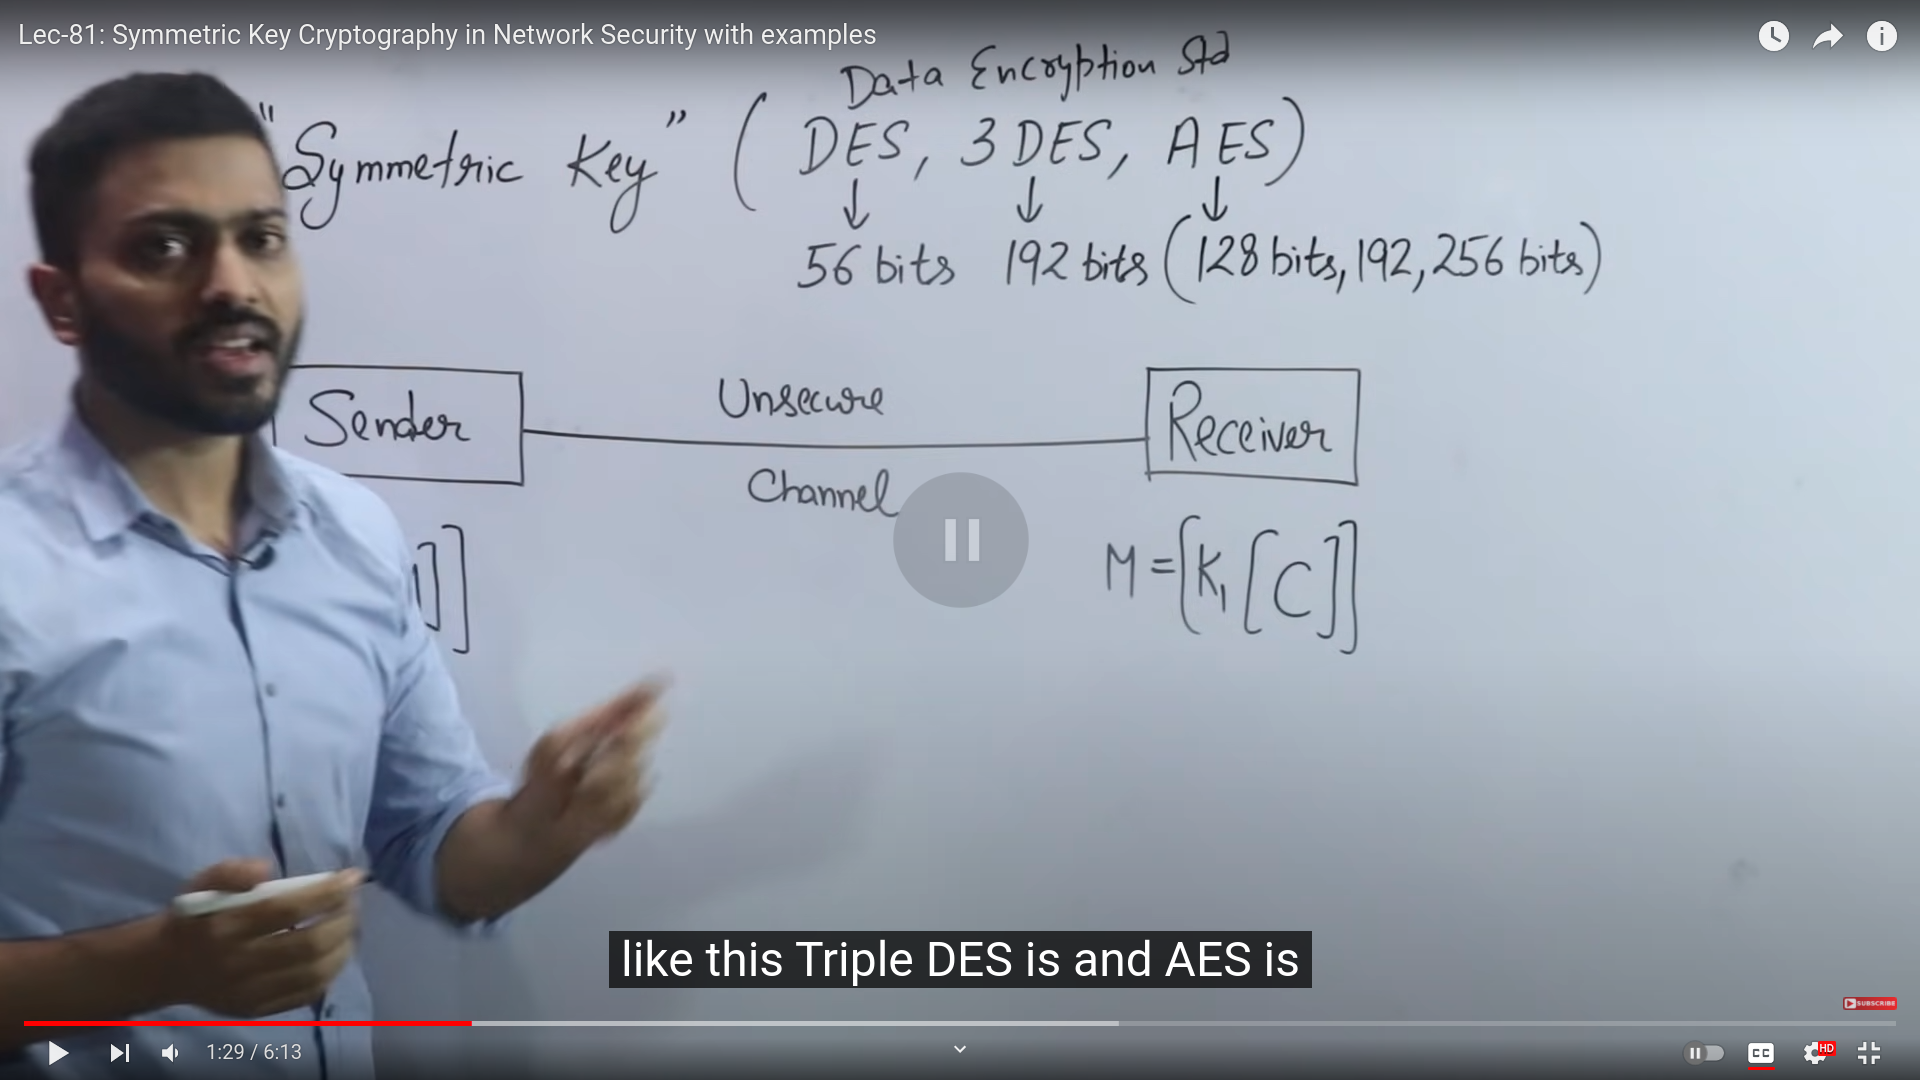 Lec-81: Symmetric Key Cryptography in Network Security with examples
Data Encryption Std
"Symmetric Key" ( DES, 3 DES, AES)
↓ ↓ ↓
56 bits 192 bits (128 bits, 192, 256 bits)
Sender
Unsecure
Channel
Receiver
]]
M = [K₁ [C]]
like this Triple DES is and AES is
SUBSCRIBE
1:29 / 6:13
CC
HD